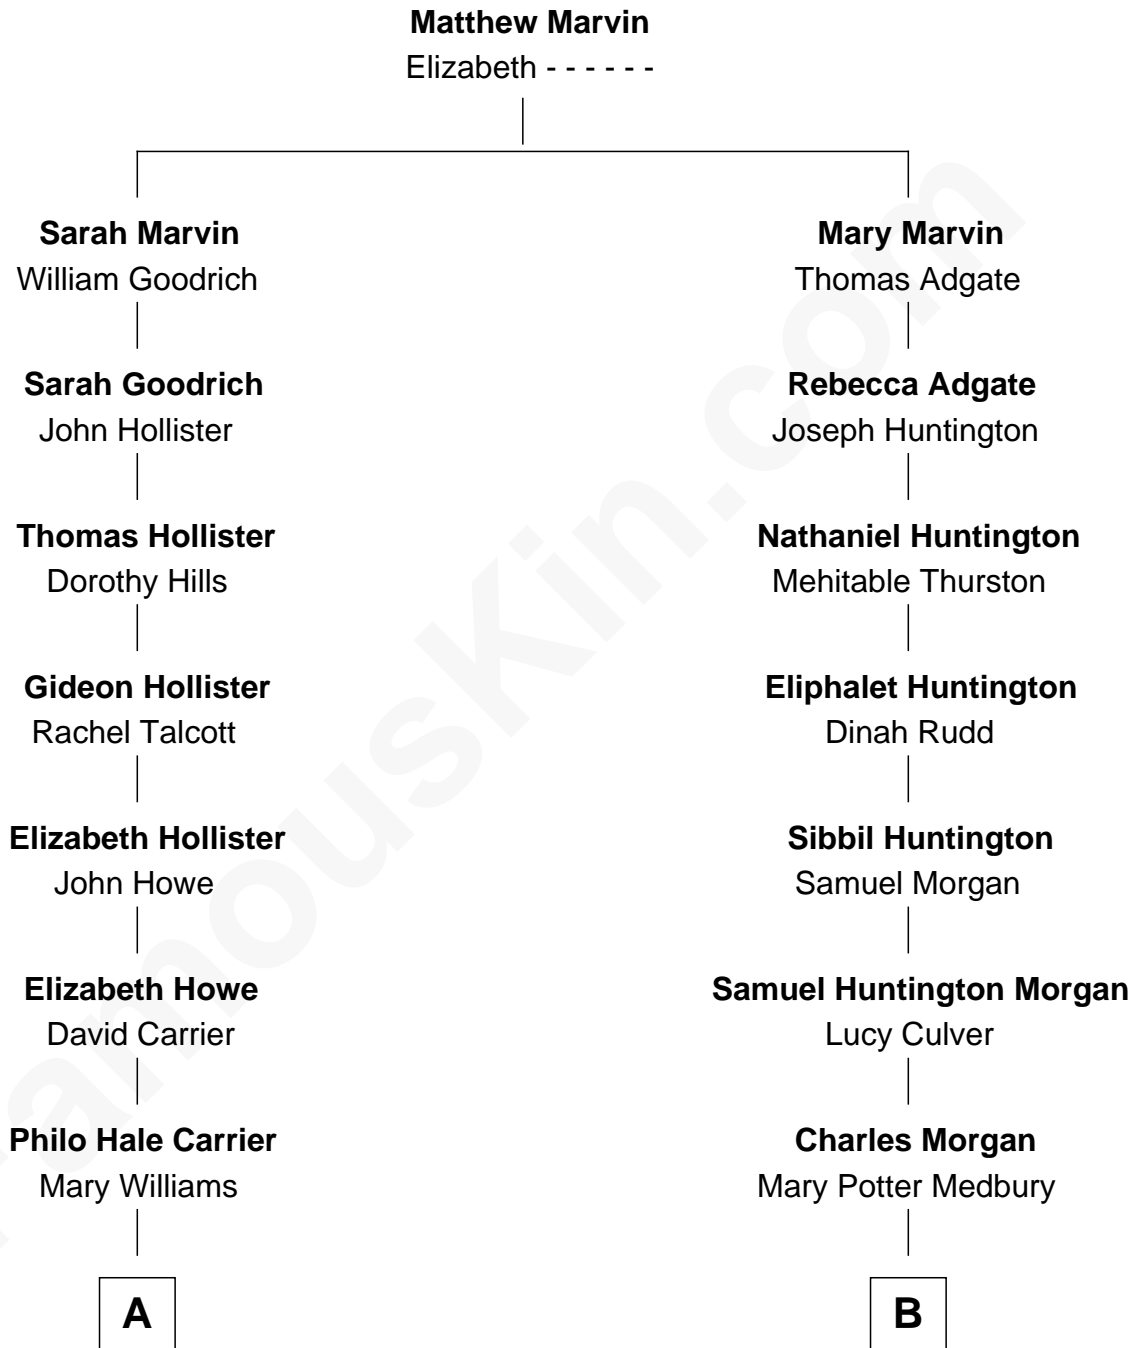 Matthew Marvin
Elizabeth - - - - - -
Sarah Marvin
William Goodrich
Mary Marvin
Thomas Adgate
Sarah Goodrich
John Hollister
Rebecca Adgate
Joseph Huntington
Thomas Hollister
Dorothy Hills
Nathaniel Huntington
Mehitable Thurston
Gideon Hollister
Rachel Talcott
Eliphalet Huntington
Dinah Rudd
Elizabeth Hollister
John Howe
Sibbil Huntington
Samuel Morgan
Elizabeth Howe
David Carrier
Samuel Huntington Morgan
Lucy Culver
Philo Hale Carrier
Mary Williams
Charles Morgan
Mary Potter Medbury
A
B
FamousKin.com